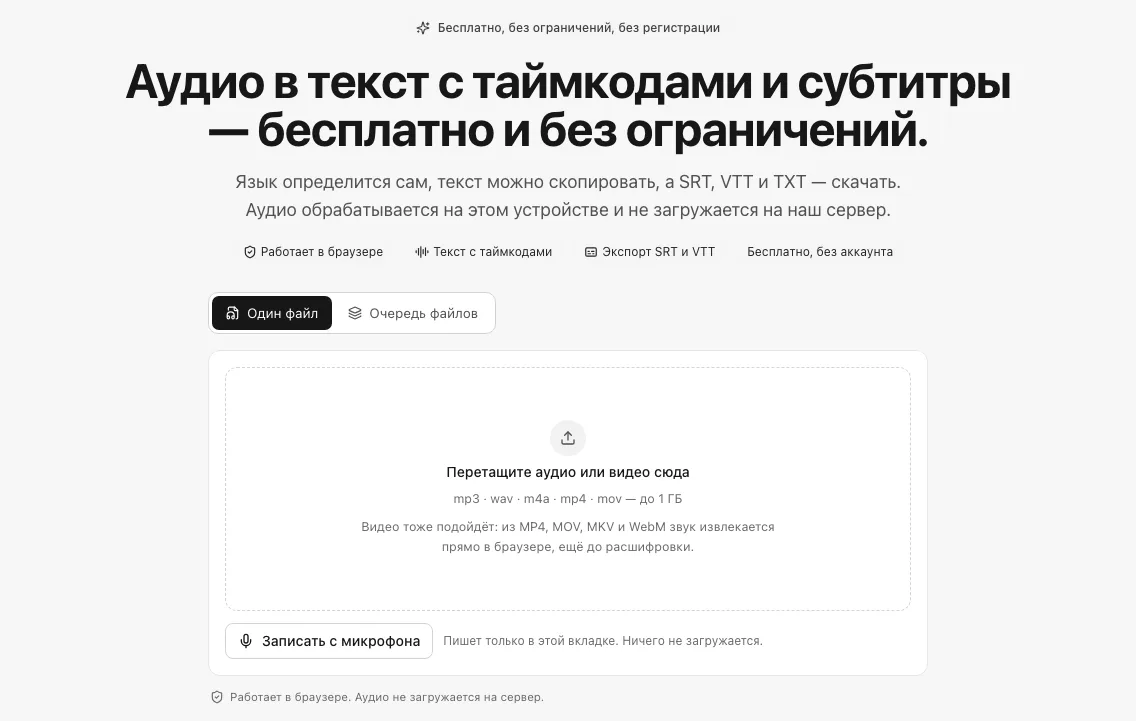 Бесплатно, без ограничений, без регистрации
Аудио в текст с таймкодами и субтитры
— бесплатно и без ограничений.
Язык определится сам, текст можно скопировать, а SRT, VTT и TXT — скачать.
Аудио обрабатывается на этом устройстве и не загружается на наш сервер.
Работает в браузере Текст с таймкодами Экспорт SRT и VTT Бесплатно, без аккаунта
Один файл Очередь файлов
Перетащите аудио или видео сюда
mp3 · wav · m4a · mp4 · mov — до 1 ГБ
Видео тоже подойдёт: из MP4, MOV, MKV и WebM звук извлекается
прямо в браузере, ещё до расшифровки.
Записать с микрофона Пишет только в этой вкладке. Ничего не загружается.
Работает в браузере. Аудио не загружается на сервер.